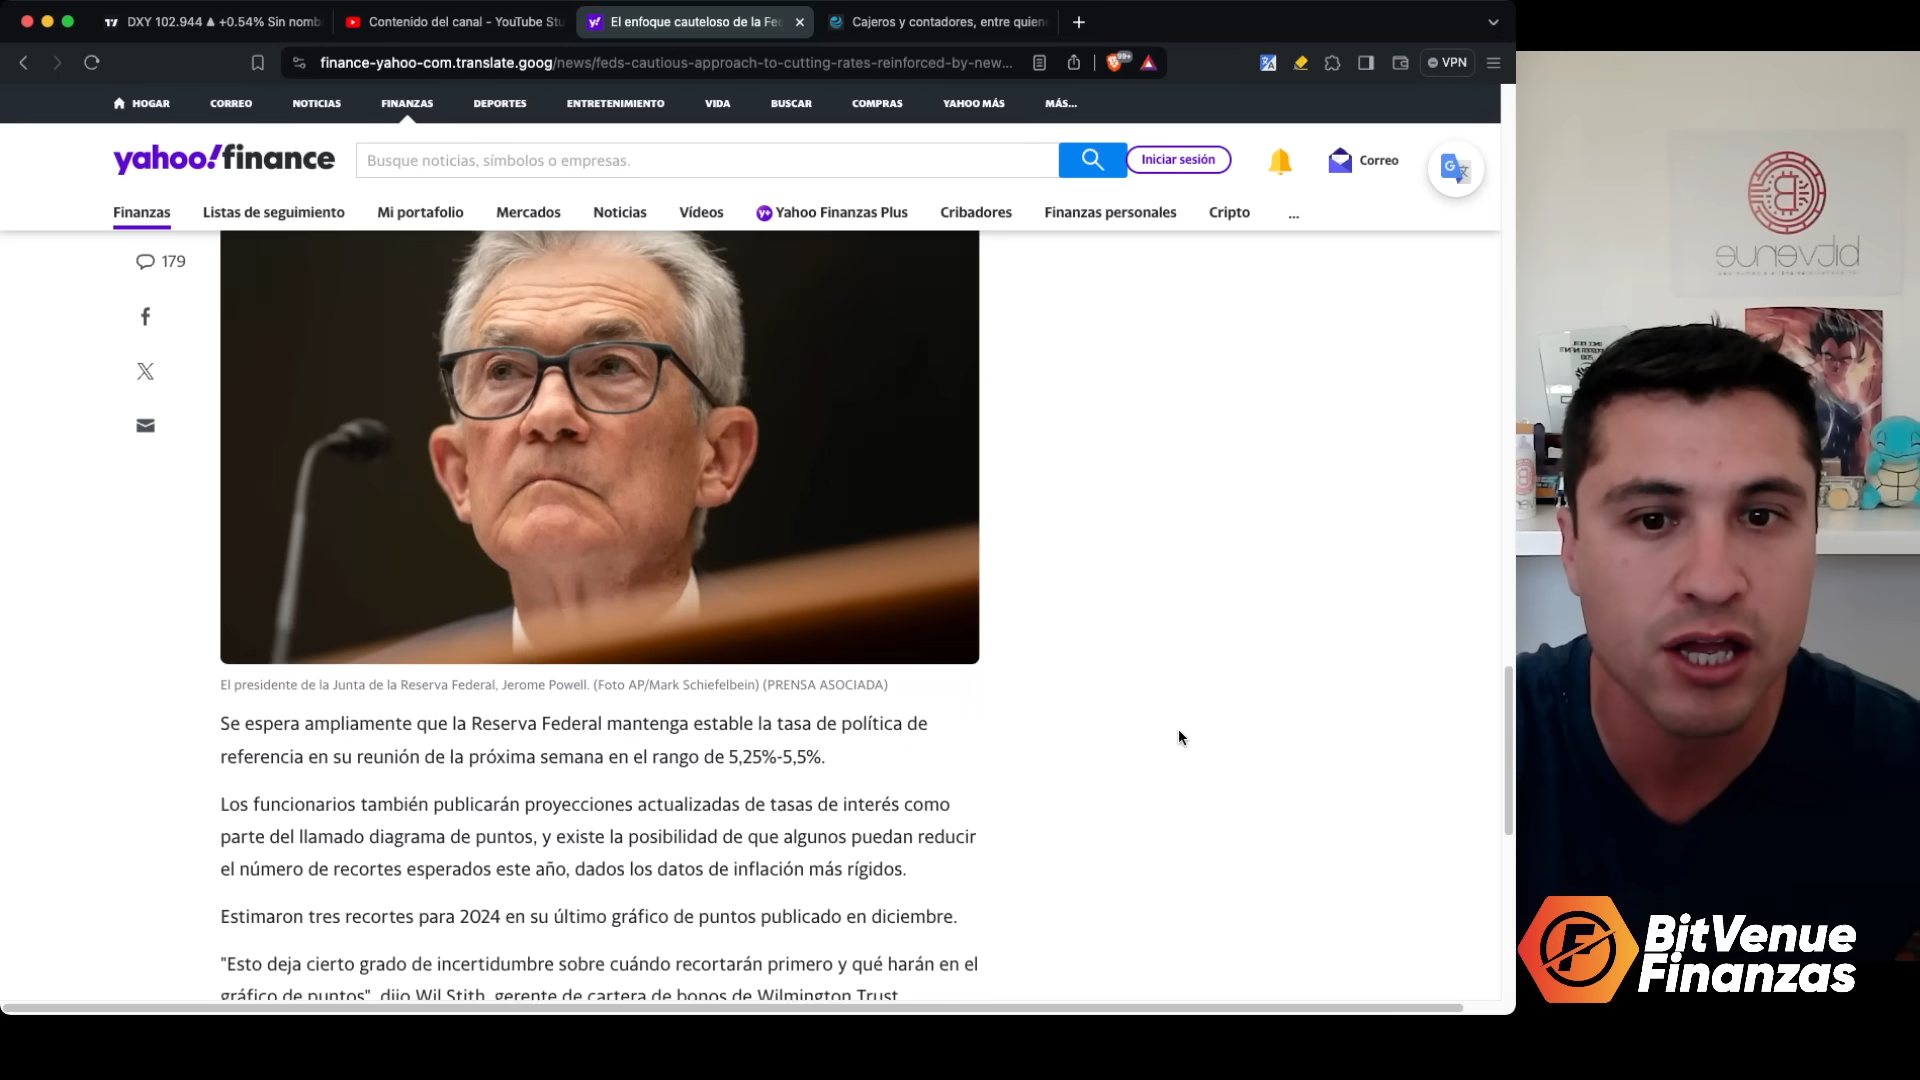 DXY 102.944 ▲ +0.54% Sin nomb
Contenido del canal - YouTube Stu
El enfoque cauteloso de la Fed
Cajeros y contadores, entre quien
finance-yahoo-com.translate.goog/news/feds-cautious-approach-to-cutting-rates-reinforced-by-new...
99+
VPN
HOGAR
CORREO
NOTICIAS
FINANZAS
DEPORTES
ENTRETENIMIENTO
VIDA
BUSCAR
COMPRAS
YAHOO MÁS
MÁS...
yahoo!finance
Busque noticias, símbolos o empresas.
Iniciar sesión
Correo
Finanzas
Listas de seguimiento
Mi portafolio
Mercados
Noticias
Vídeos
Yahoo Finanzas Plus
Cribadores
Finanzas personales
Cripto
...
179
El presidente de la Junta de la Reserva Federal, Jerome Powell. (Foto AP/Mark Schiefelbein) (PRENSA ASOCIADA)
Se espera ampliamente que la Reserva Federal mantenga estable la tasa de política de
referencia en su reunión de la próxima semana en el rango de 5,25%-5,5%.
Los funcionarios también publicarán proyecciones actualizadas de tasas de interés como
parte del llamado diagrama de puntos, y existe la posibilidad de que algunos puedan reducir
el número de recortes esperados este año, dados los datos de inflación más rígidos.
Estimaron tres recortes para 2024 en su último gráfico de puntos publicado en diciembre.
"Esto deja cierto grado de incertidumbre sobre cuándo recortarán primero y qué harán en el
gráfico de puntos", dijo Wil Stith, gerente de cartera de bonos de Wilmington Trust.
bitvenue
BitVenue
Finanzas